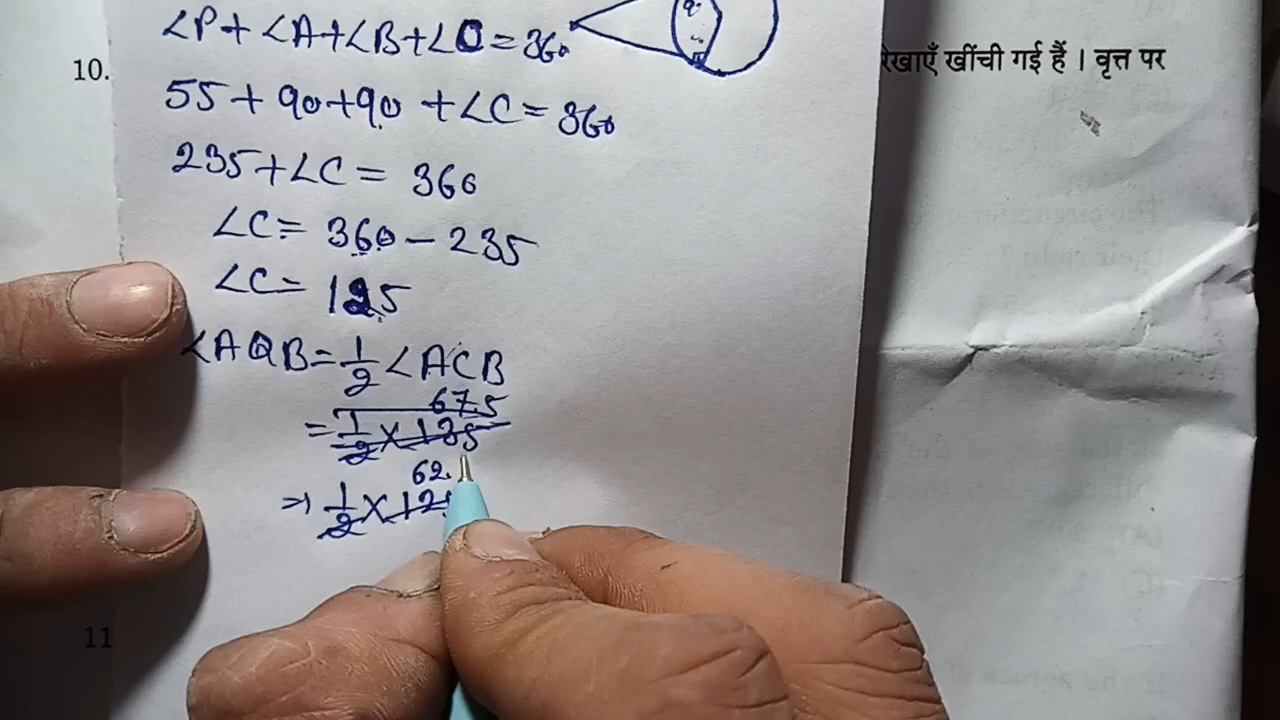 ∠P + ∠A + ∠B + ∠C = 360
10.
रेखाएँ खींची गई हैं । वृत्त पर
55 + 90 + 90 + ∠C = 360
235 + ∠C = 360
∠C = 360 - 235
∠C = 125
∠AQB = 1/2 ∠ACB
67.5
= 1/2 × 135
62.
⇒ 1/2 × 12
11